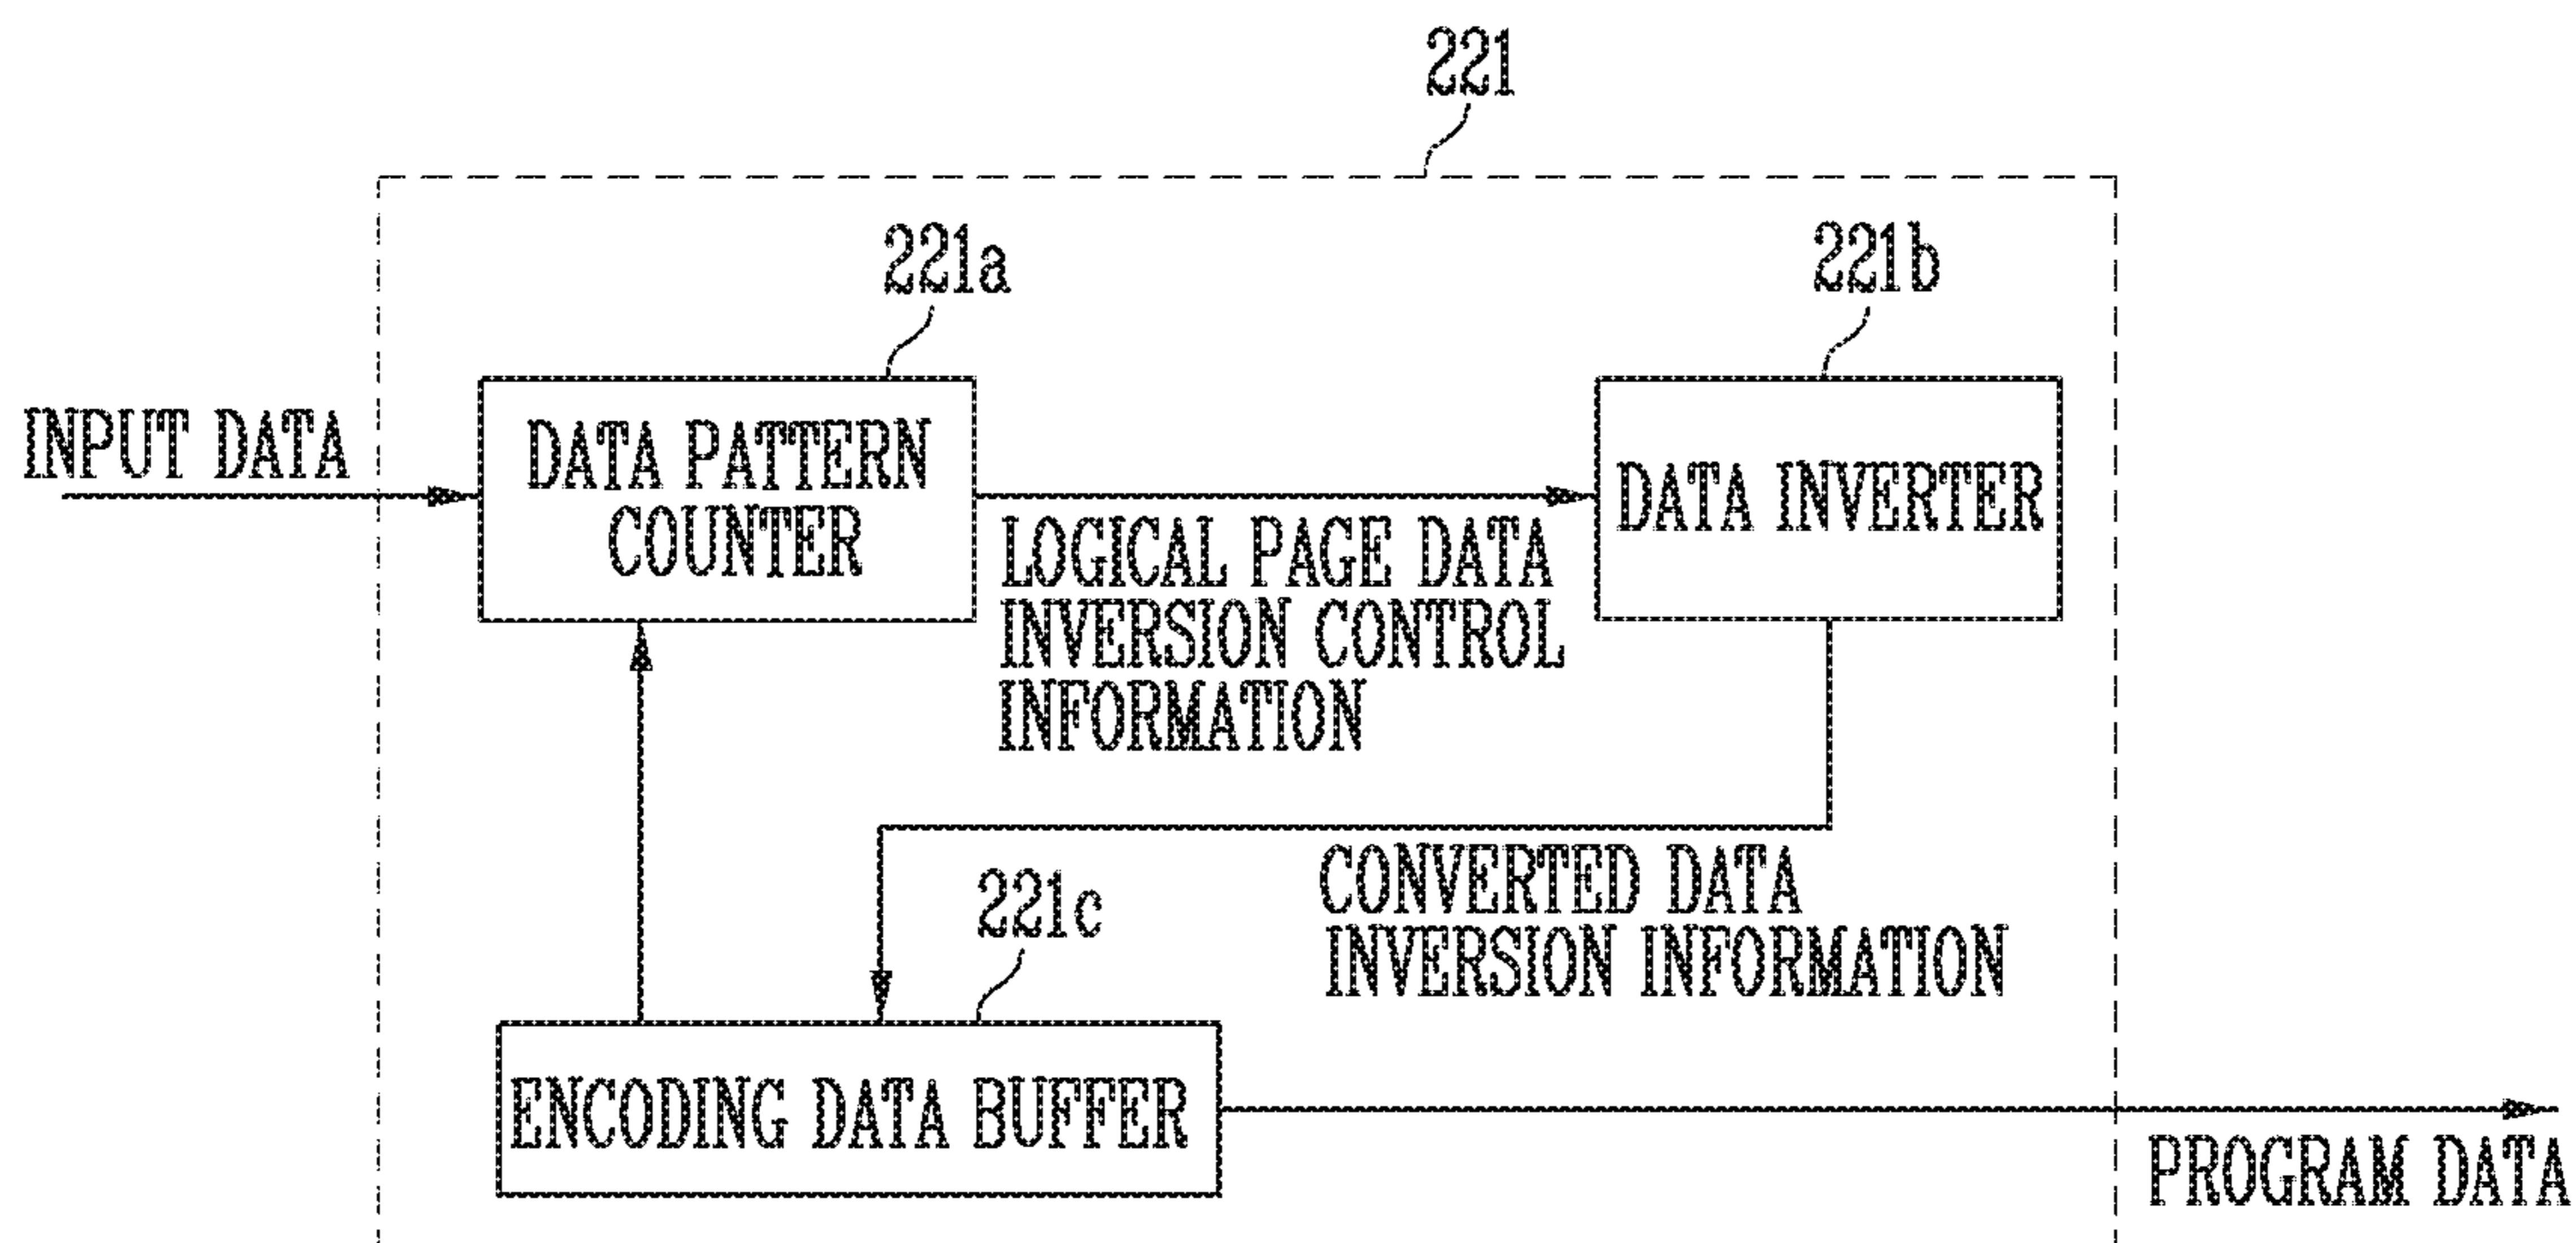 221
221a
221b
INPUT DATA
DATA PATTERN
COUNTER
DATA INVERTER
LOGICAL PAGE DATA
INVERSION CONTROL
INFORMATION
CONVERTED DATA
INVERSION INFORMATION
221c
ENCODING DATA BUFFER
PROGRAM DATA